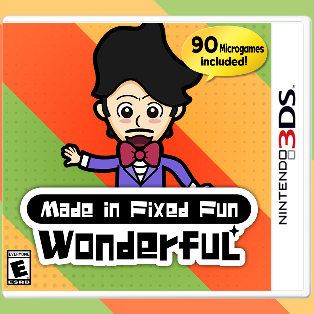 90 Microgames
included!
NINTENDO 3DS
Made in Fixed Fun
Wonderful
EVERYONE
E
ESRB